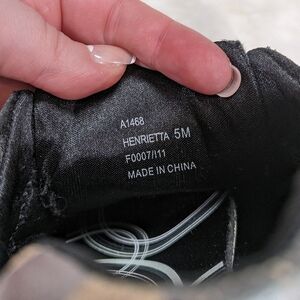 A1468
HENRIETTA 5M
F0007/I11
MADE IN CHINA